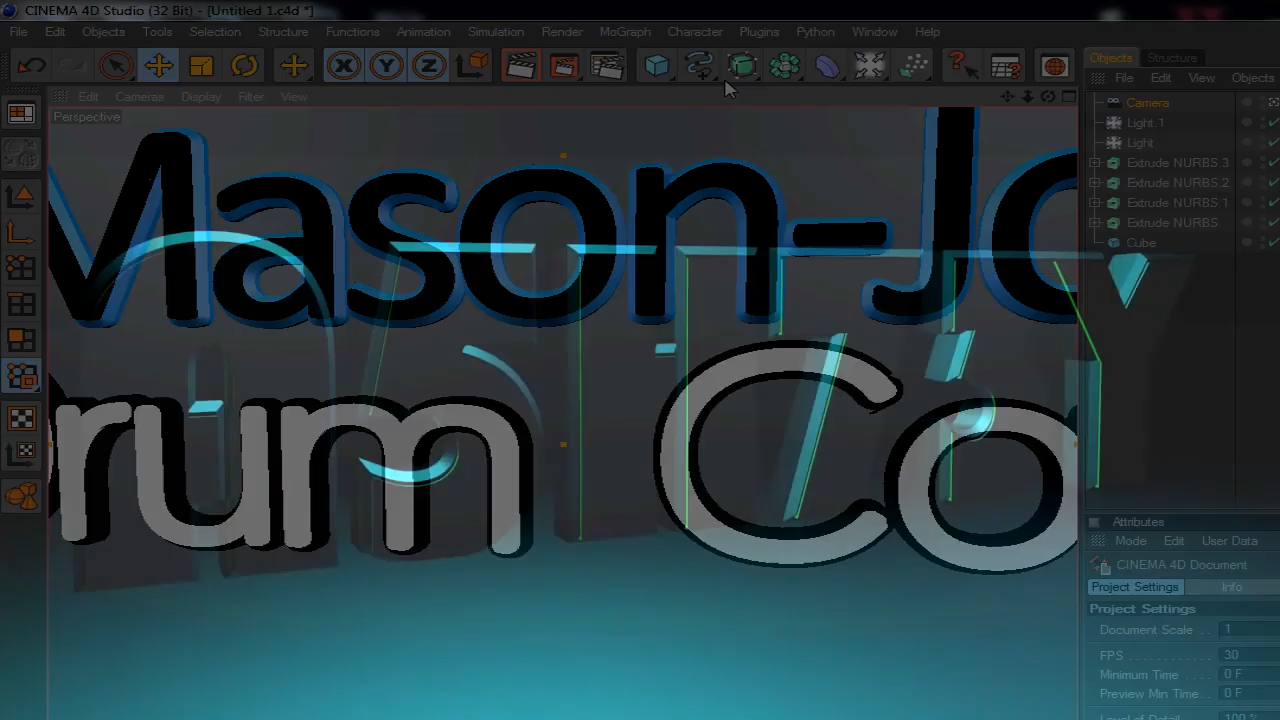 CINEMA 4D Studio (32 Bit) - [Untitled 1.c4d *]
File Edit Objects Tools Selection Structure Functions Animation Simulation Render MoGraph Character Plugins Python Window Help
X Y Z
Objects Structure
File Edit View Objects
Edit Cameras Display Filter View
Perspective
Camera
Light.1
Light
Extrude NURBS.3
Extrude NURBS.2
Extrude NURBS.1
Extrude NURBS
Cube
Mason-Jo
rum Co
Attributes
Mode Edit User Data
CINEMA 4D Document
Project Settings Info
Project Settings
Document Scale . . 1
FPS . . . . . . . . . . . . 30
Minimum Time . . . 0 F
Preview Min Time . . 0 F
Level of Detail . . . . 100 %